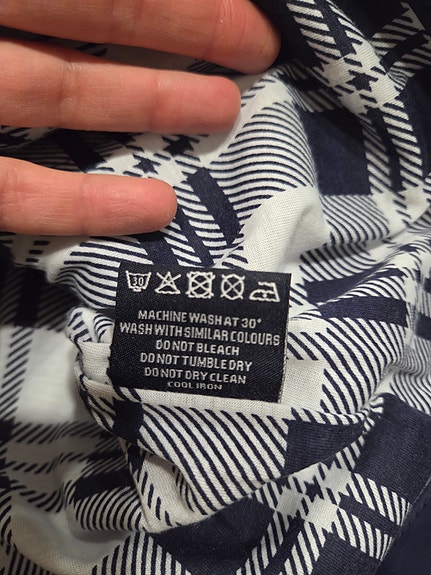 30
MACHINE WASH AT 30°
WASH WITH SIMILAR COLOURS
DO NOT BLEACH
DO NOT TUMBLE DRY
DO NOT DRY CLEAN
COOL IRON